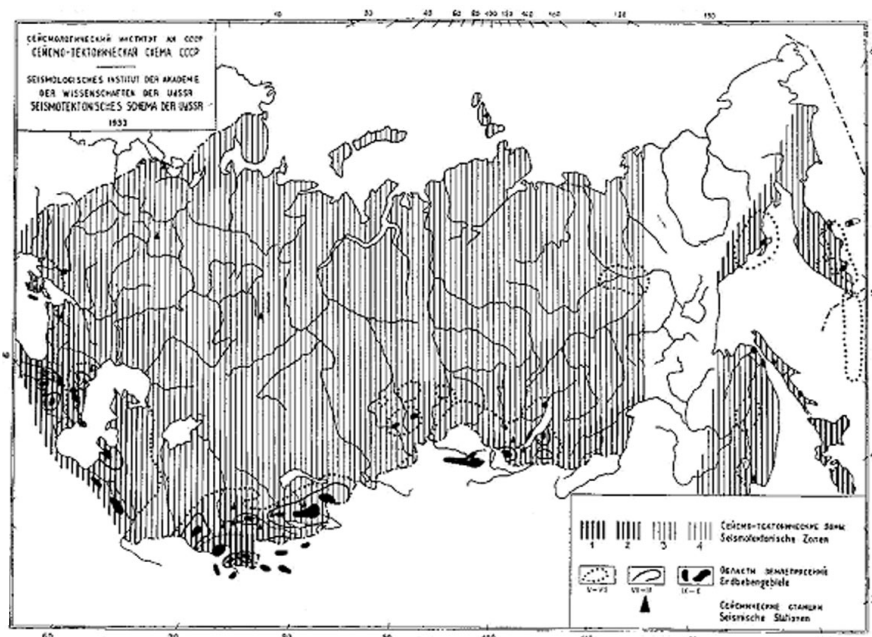 СЕЙСМОЛОГИЧЕСКИЙ ИНСТИТУТ АН СССР
СЕЙСМО-ТЕКТОНИЧЕСКАЯ СХЕМА СССР
SEISMOLOGISCHES INSTITUT DER AKADEMIE
DER WISSENSCHAFTEN DER UdSSR
SEISMOTEKTONISCHES SCHEMA DER UdSSR
1933
1 2 3 4
СЕЙСМО-ТЕКТОНИЧЕСКИЕ ЗОНЫ
Seismotektonische Zonen
ОБЛАСТИ ЗЕМЛЕТРЯСЕНИЙ
Erdbebengebiete
СЕЙСМИЧЕСКИЕ СТАНЦИИ
Seismische Stationen